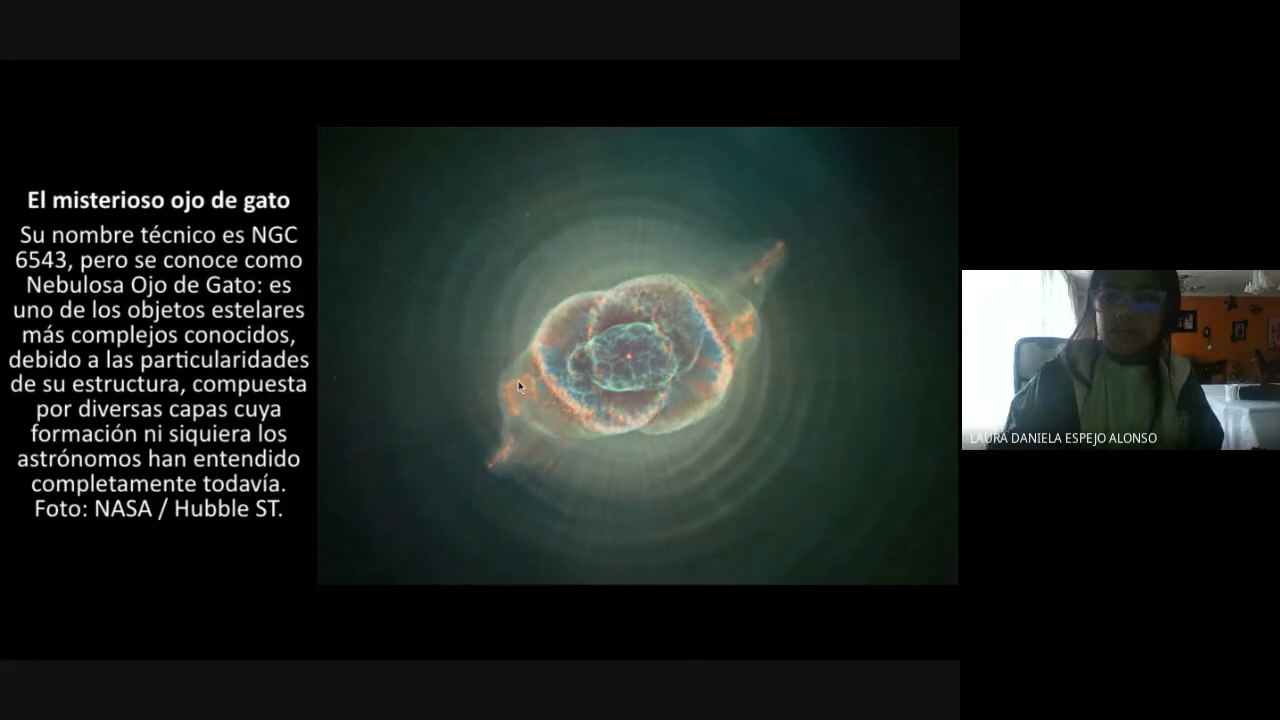 El misterioso ojo de gato
Su nombre técnico es NGC
6543, pero se conoce como
Nebulosa Ojo de Gato: es
uno de los objetos estelares
más complejos conocidos,
debido a las particularidades
de su estructura, compuesta
por diversas capas cuya
formación ni siquiera los
astrónomos han entendido
completamente todavía.
Foto: NASA / Hubble ST.
LAURA DANIELA ESPEJO ALONSO